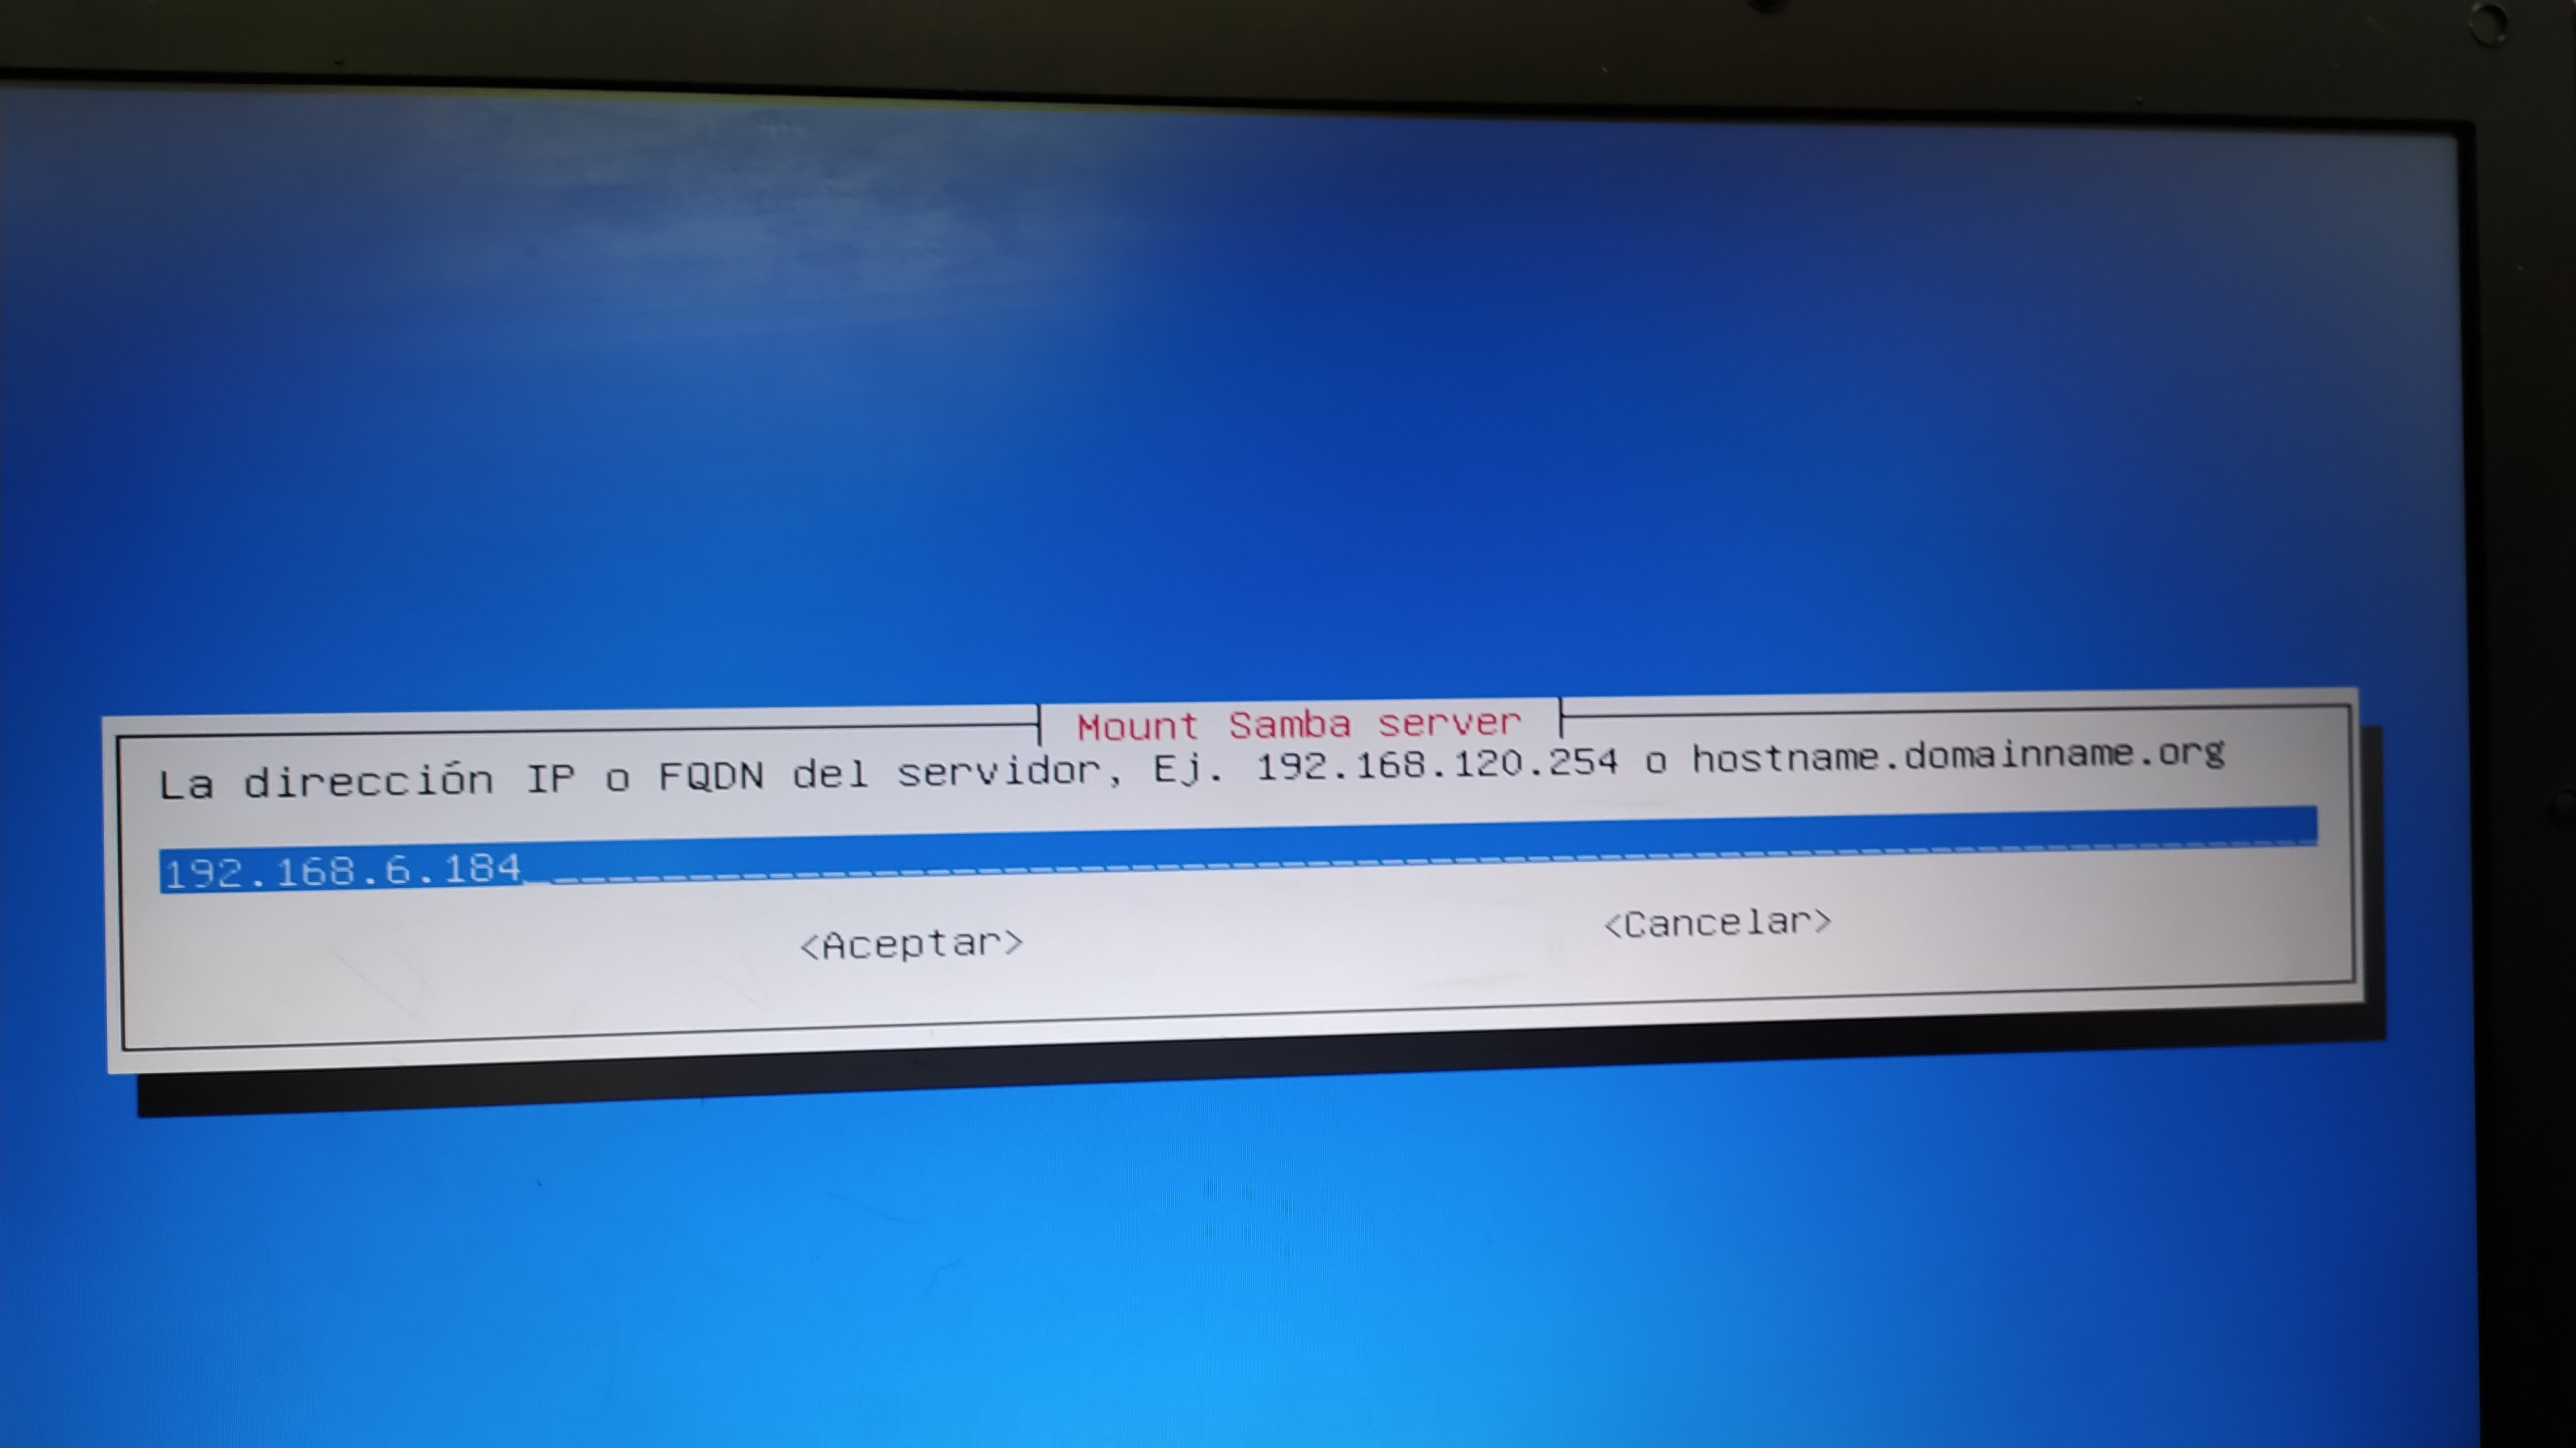 Mount Samba server
La dirección IP o FQDN del servidor, Ej. 192.168.120.254 o hostname.domainname.org
192.168.6.184
<Aceptar> <Cancelar>